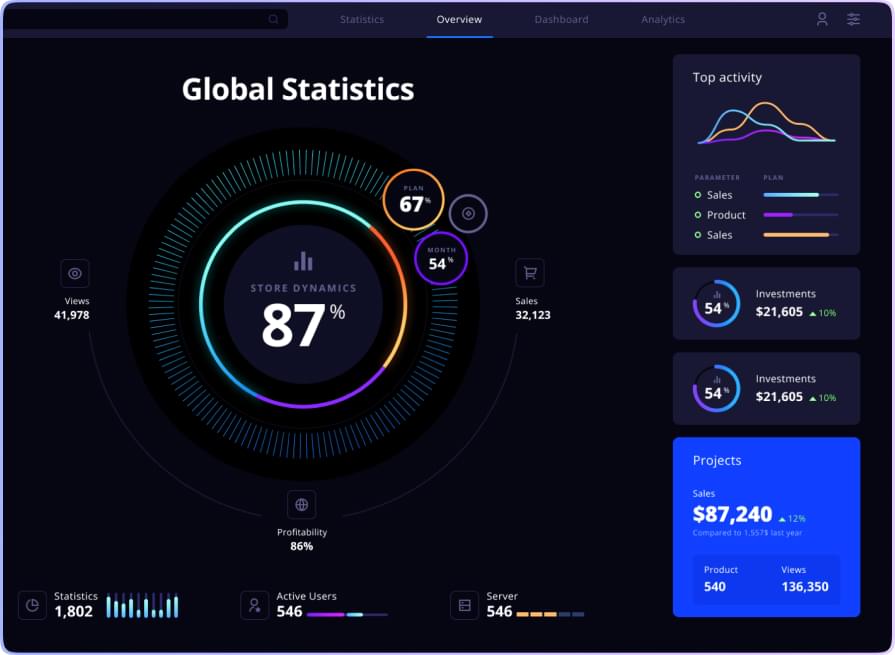 Statistics
Overview
Dashboard
Analytics
Global Statistics
PLAN
67%
MONTH
54%
STORE DYNAMICS
87%
Views
41,978
Sales
32,123
Profitability
86%
Statistics
1,802
Active Users
546
Server
546
Top activity
PARAMETER PLAN
Sales
Product
Sales
Investments
54%
$21,605 10%
Investments
54%
$21,605 10%
Projects
Sales
$87,240 12%
Compared to 1,557$ last year
Product Views
540 136,350